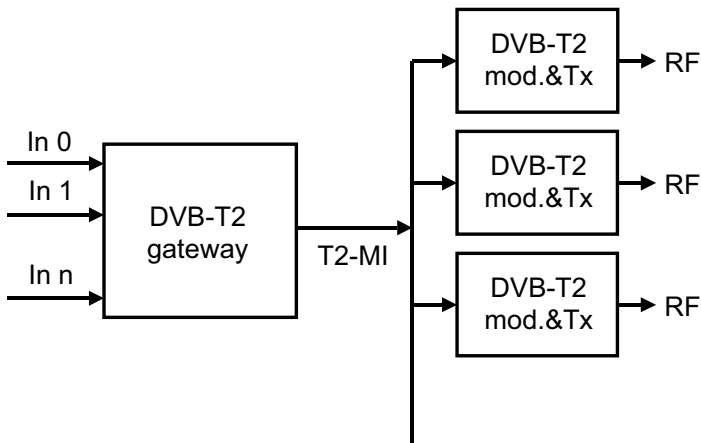 DVB-T2
mod.&Tx
RF
In 0
In 1
In n
DVB-T2
gateway
T2-MI
DVB-T2
mod.&Tx
RF
DVB-T2
mod.&Tx
RF